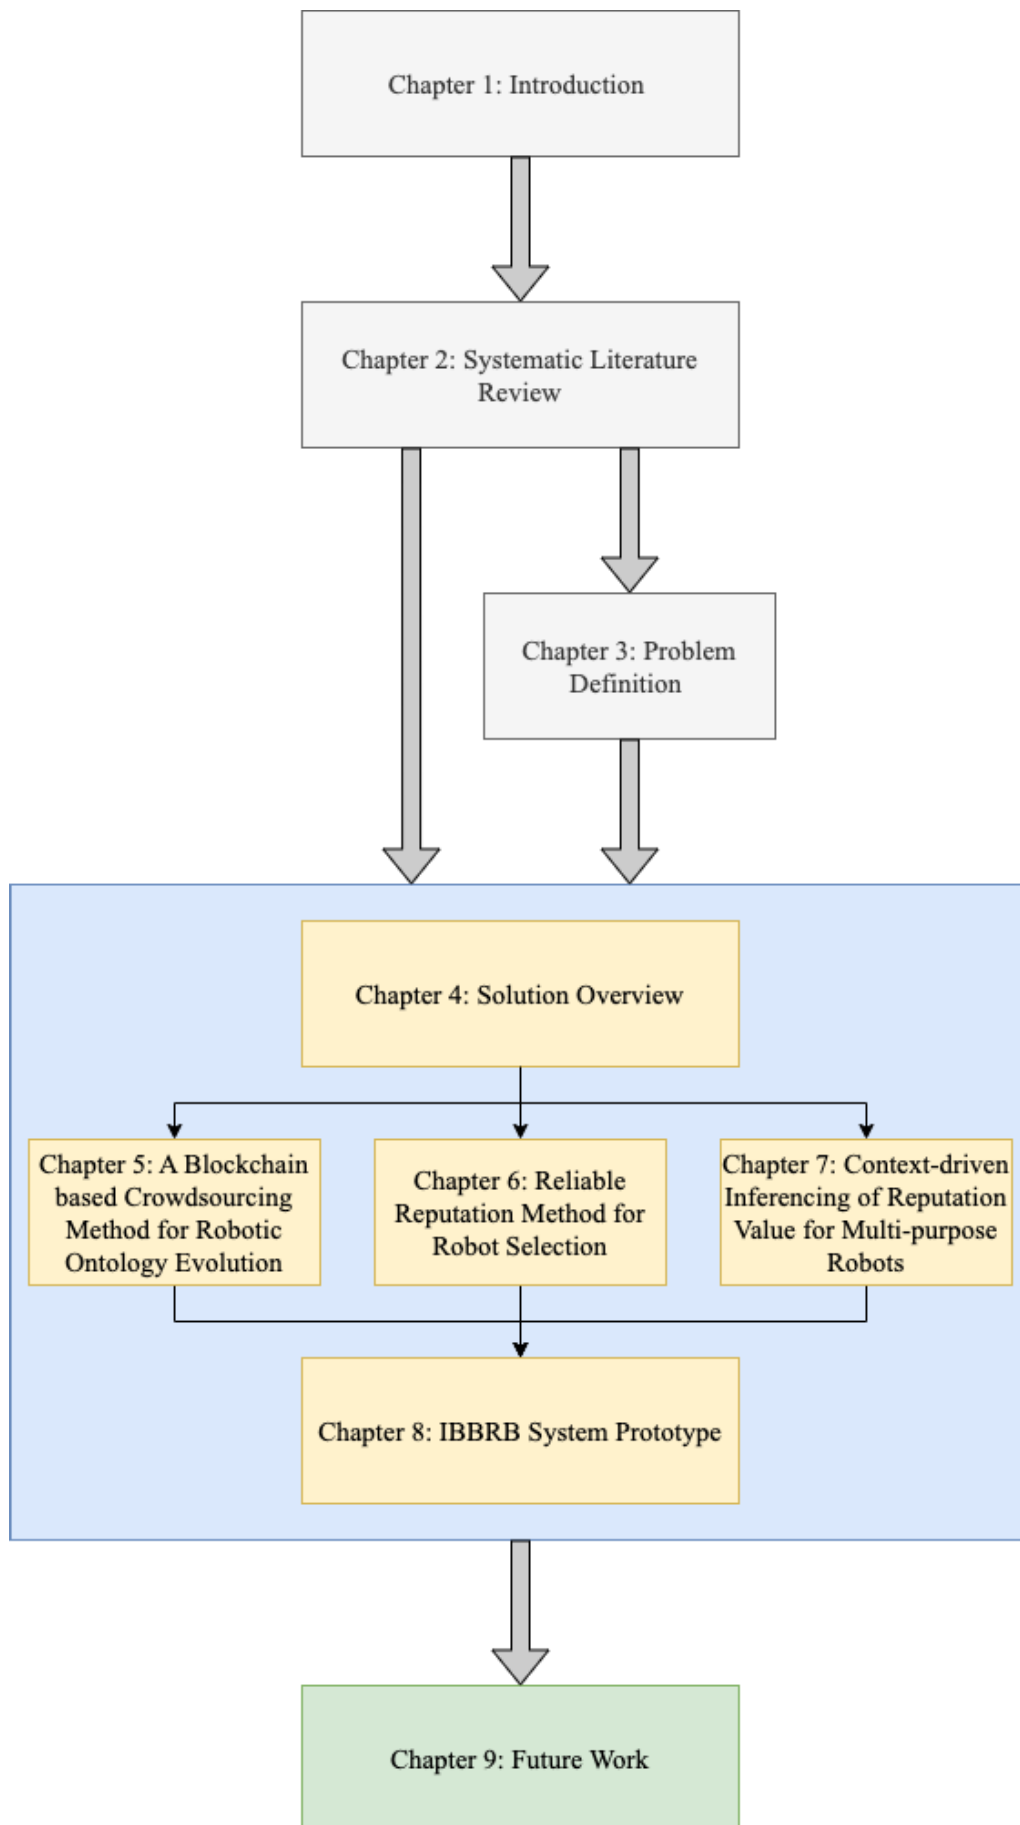 Chapter 1: Introduction
Chapter 2: Systematic Literature
Review
Chapter 3: Problem
Definition
Chapter 4: Solution Overview
Chapter 5: A Blockchain
based Crowdsourcing
Method for Robotic
Ontology Evolution
Chapter 6: Reliable
Reputation Method for
Robot Selection
Chapter 7: Context-driven
Inferencing of Reputation
Value for Multi-purpose
Robots
Chapter 8: IBBRB System Prototype
Chapter 9: Future Work